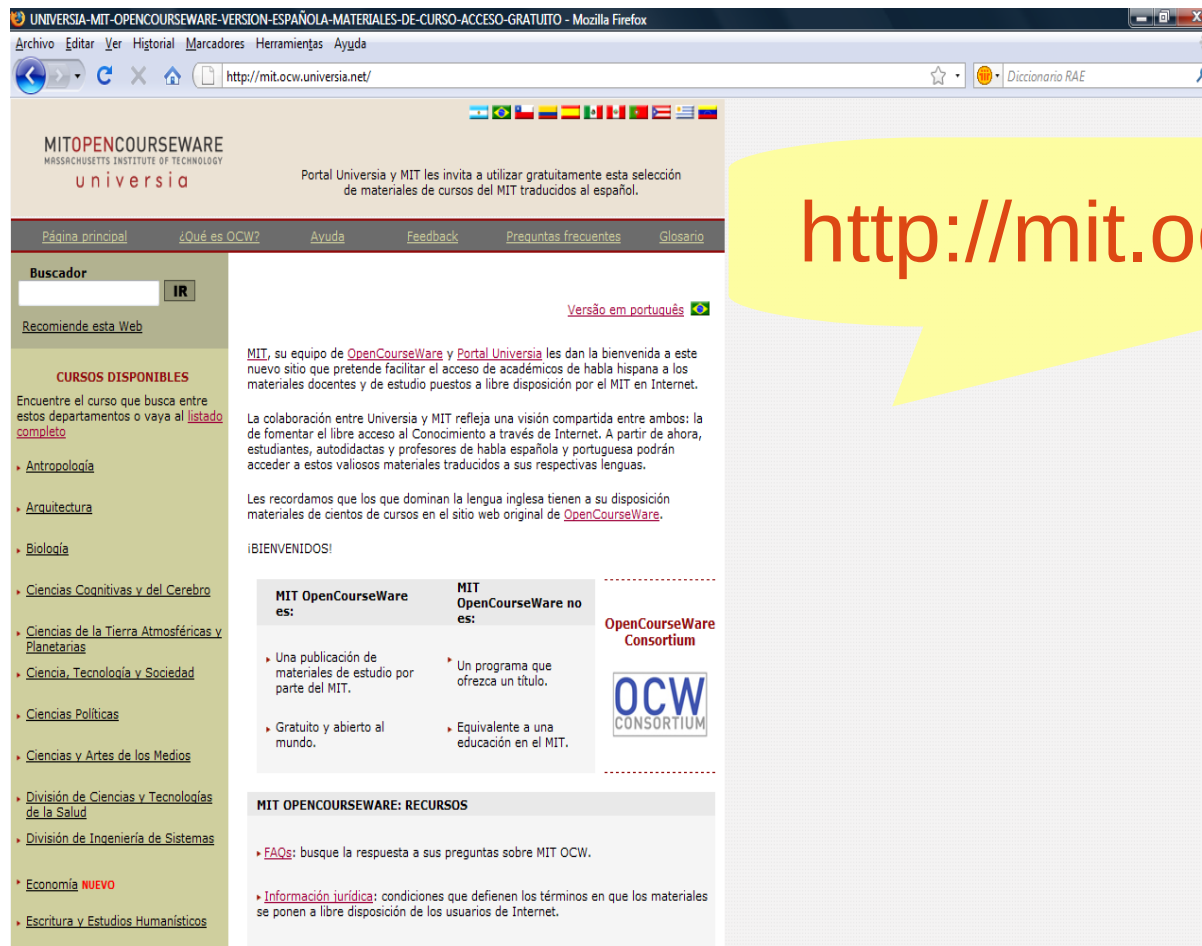 UNIVERSIA-MIT-OPENCOURSEWARE-VERSION-ESPAÑOLA-MATERIALES-DE-CURSO-ACCESO-GRATUITO - Mozilla Firefox
Archivo Editar Ver Historial Marcadores Herramientas Ayuda
http://mit.ocw.universia.net/
Diccionario RAE
MITOPENCOURSEWARE
MASSACHUSETTS INSTITUTE OF TECHNOLOGY
universia
Portal Universia y MIT les invita a utilizar gratuitamente esta selección
de materiales de cursos del MIT traducidos al español.
http://mit.oc
Página principal ¿Qué es OCW? Ayuda Feedback Preguntas frecuentes Glosario
Buscador
IR
Recomiende esta Web
CURSOS DISPONIBLES
Encuentre el curso que busca entre
estos departamentos o vaya al listado
completo
Antropología
Arquitectura
Biología
Ciencias Cognitivas y del Cerebro
Ciencias de la Tierra Atmosféricas y
Planetarias
Ciencia, Tecnología y Sociedad
Ciencias Políticas
Ciencias y Artes de los Medios
División de Ciencias y Tecnologías
de la Salud
División de Ingeniería de Sistemas
Economía NUEVO
Escritura y Estudios Humanísticos
Versão em português
MIT, su equipo de OpenCourseWare y Portal Universia les dan la bienvenida a este
nuevo sitio que pretende facilitar el acceso de académicos de habla hispana a los
materiales docentes y de estudio puestos a libre disposición por el MIT en Internet.
La colaboración entre Universia y MIT refleja una visión compartida entre ambos: la
de fomentar el libre acceso al Conocimiento a través de Internet. A partir de ahora,
estudiantes, autodidactas y profesores de habla española y portuguesa podrán
acceder a estos valiosos materiales traducidos a sus respectivas lenguas.
Les recordamos que los que dominan la lengua inglesa tienen a su disposición
materiales de cientos de cursos en el sitio web original de OpenCourseWare.
¡BIENVENIDOS!
MIT OpenCourseWare
es:
Una publicación de
materiales de estudio por
parte del MIT.
Gratuito y abierto al
mundo.
MIT
OpenCourseWare no
es:
Un programa que
ofrezca un título.
Equivalente a una
educación en el MIT.
OpenCourseWare
Consortium
OCW
CONSORTIUM
MIT OPENCOURSEWARE: RECURSOS
FAQs: busque la respuesta a sus preguntas sobre MIT OCW.
Información jurídica: condiciones que defienen los términos en que los materiales
se ponen a libre disposición de los usuarios de Internet.